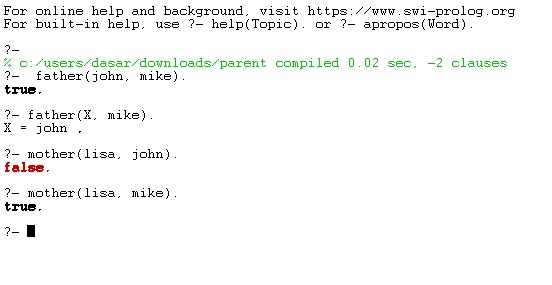 For online help and background, visit https://www.swi-prolog.org
For built-in help, use ?- help(Topic). or ?- apropos(Word).
?-
% c:/users/dasar/downloads/parent compiled 0.02 sec, -2 clauses
?-  father(john, mike).
true.
?- father(X, mike).
X = john .
?- mother(lisa, john).
false.
?- mother(lisa, mike).
true.
?-